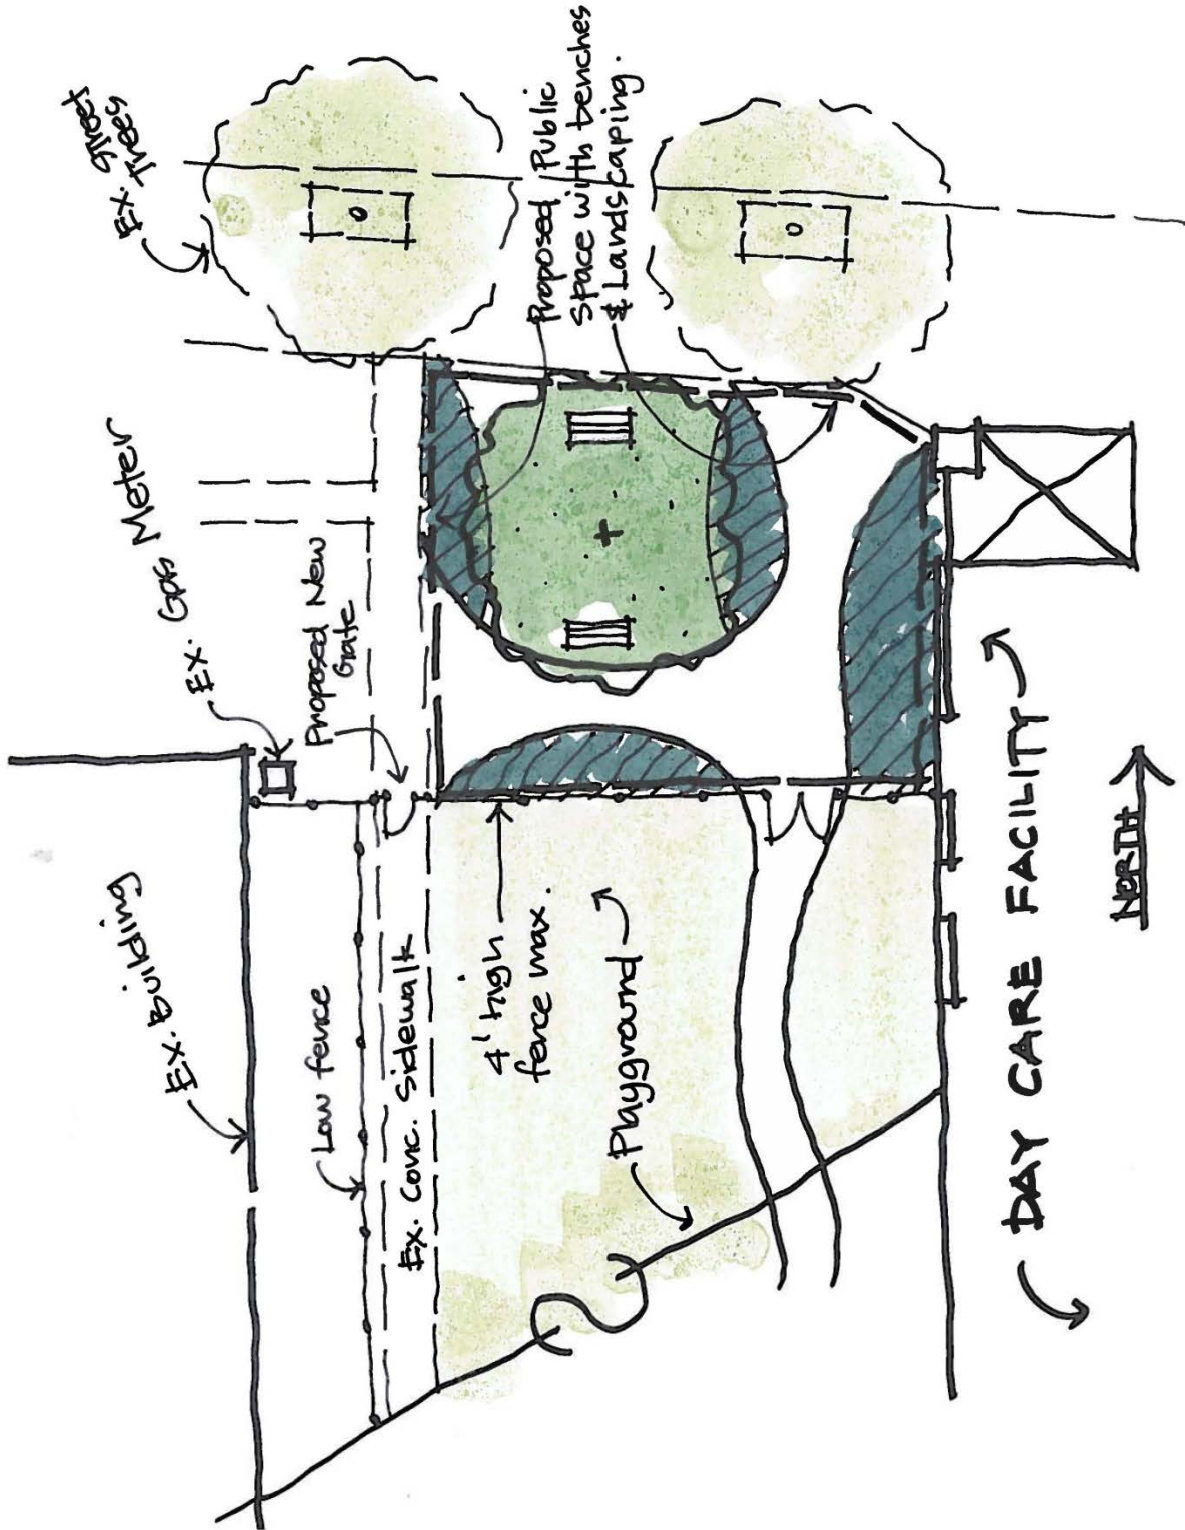 Ex. Street
Trees
Ex. Gas Meter
Proposed New
Gate
Proposed Public
Space with benches
& Landscaping.
Ex. Building
Low fence
Ex. Conc. Sidewalk
4' high
fence max.
Playground
DAY CARE FACILITY
NORTH